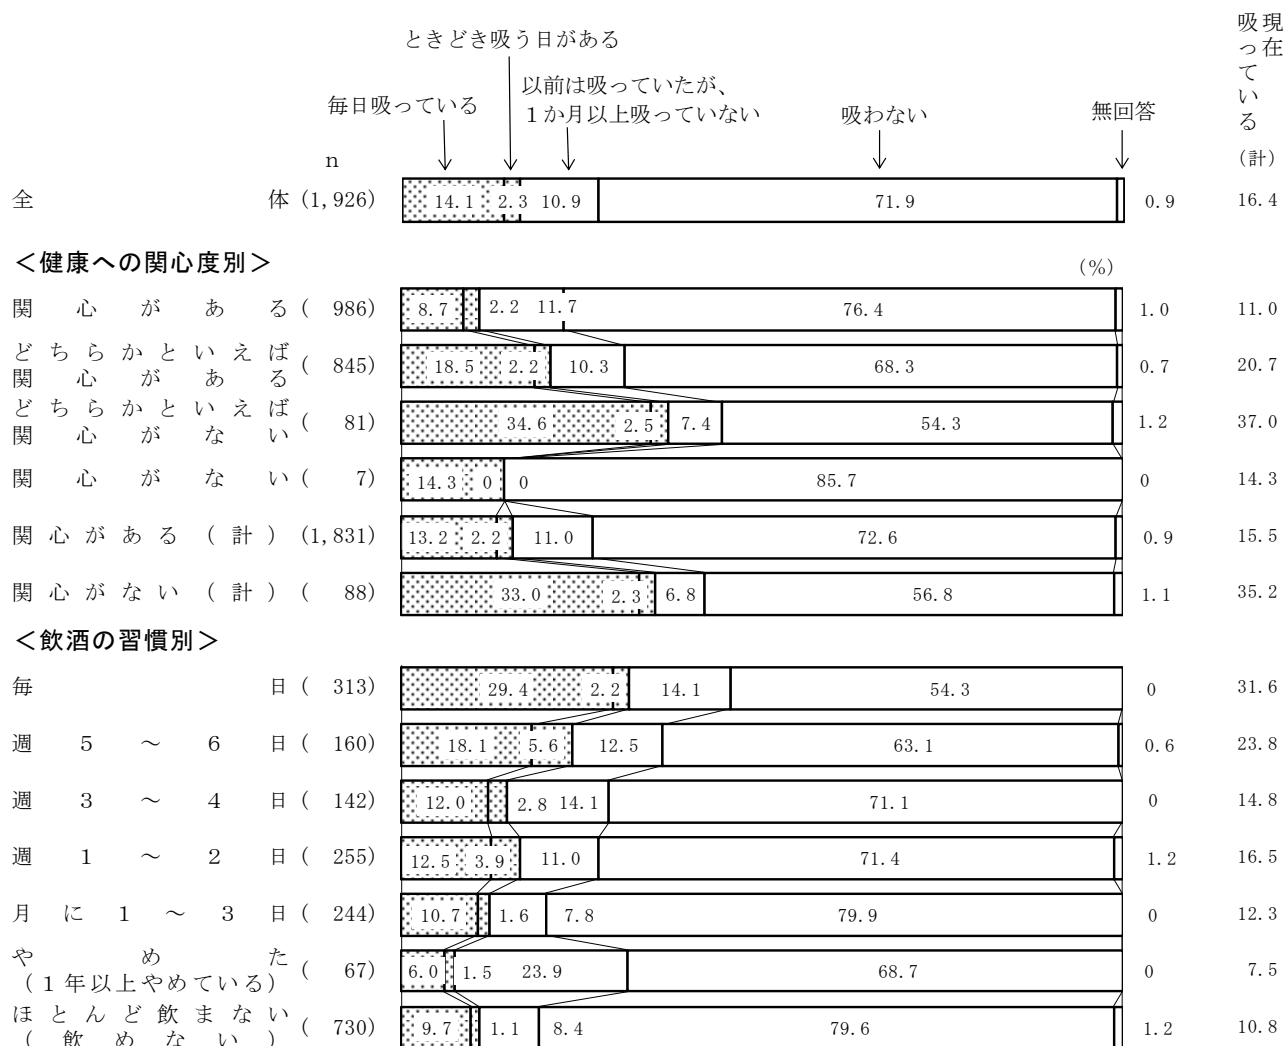 現在
吸っている
(計)
ときどき吸う日がある
以前は吸っていたが、
1か月以上吸っていない
毎日吸っている
吸わない
無回答
n
全体 (1,926) 14.1 2.3 10.9 71.9 0.9 16.4
＜健康への関心度別＞
(%)
関心がある ( 986) 8.7 2.2 11.7 76.4 1.0 11.0
どちらかといえば
関心がある ( 845) 18.5 2.2 10.3 68.3 0.7 20.7
どちらかといえば
関心がない ( 81) 34.6 2.5 7.4 54.3 1.2 37.0
関心がない ( 7) 14.3 0 0 85.7 0 14.3
関心がある(計) (1,831) 13.2 2.2 11.0 72.6 0.9 15.5
関心がない(計) ( 88) 33.0 2.3 6.8 56.8 1.1 35.2
＜飲酒の習慣別＞
毎日 ( 313) 29.4 2.2 14.1 54.3 0 31.6
週5～6日 ( 160) 18.1 5.6 12.5 63.1 0.6 23.8
週3～4日 ( 142) 12.0 2.8 14.1 71.1 0 14.8
週1～2日 ( 255) 12.5 3.9 11.0 71.4 1.2 16.5
月に1～3日 ( 244) 10.7 1.6 7.8 79.9 0 12.3
やめた
(1年以上やめている) ( 67) 6.0 1.5 23.9 68.7 0 7.5
ほとんど飲まない
(飲めない) ( 730) 9.7 1.1 8.4 79.6 1.2 10.8